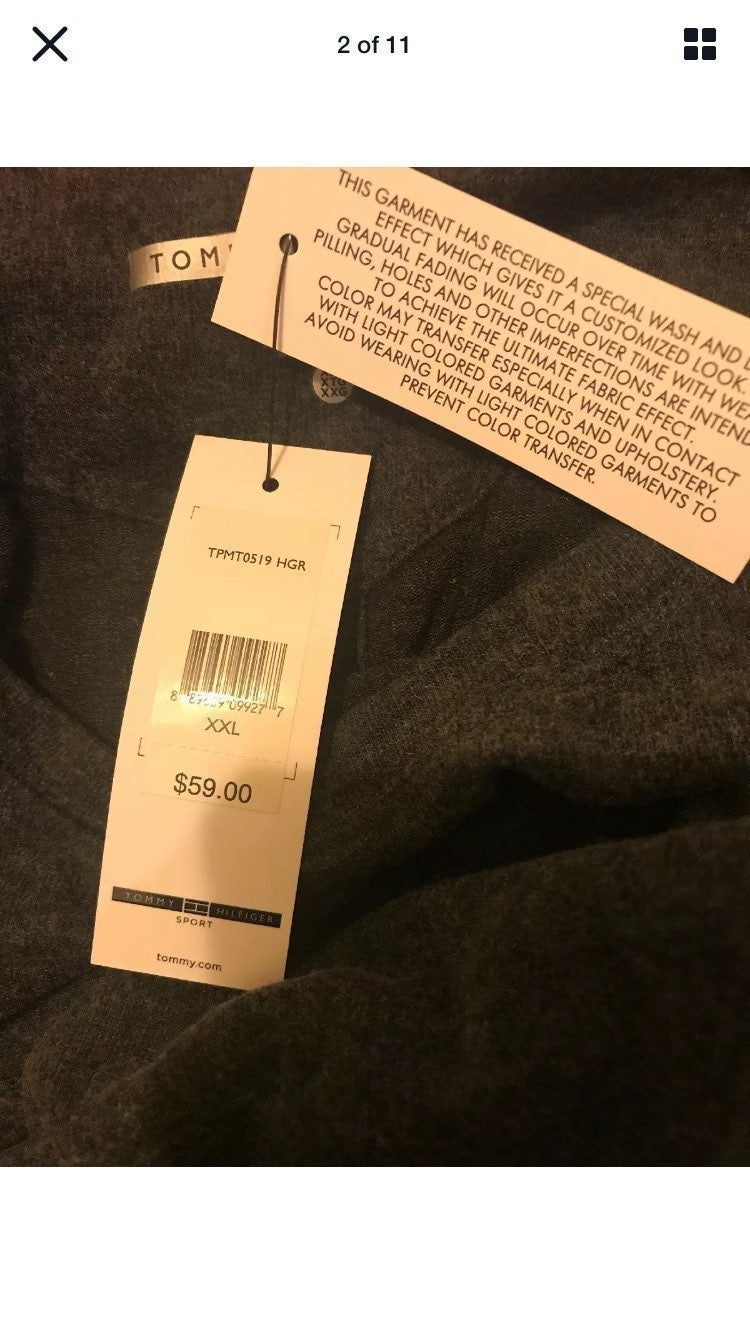 2 of 11
THIS GARMENT HAS RECEIVED A SPECIAL WASH AND
EFFECT WHICH GIVES IT A CUSTOMIZED LOOK.
GRADUAL FADING WILL OCCUR OVER TIME WITH
PILLING, HOLES AND OTHER IMPERFECTIONS ARE
TO ACHIEVE THE ULTIMATE FABRIC EFFECT.
COLOR MAY TRANSFER ESPECIALLY WHEN IN CONTACT
WITH LIGHT COLORED GARMENTS AND UPHOLSTERY.
AVOID WEARING WITH LIGHT COLORED GARMENTS TO
PREVENT COLOR TRANSFER.
TOM
XXG
TPMT0519 HGR
09927 7
XXL
$59.00
TOMMY HILFIGER
SPORT
tommy.com